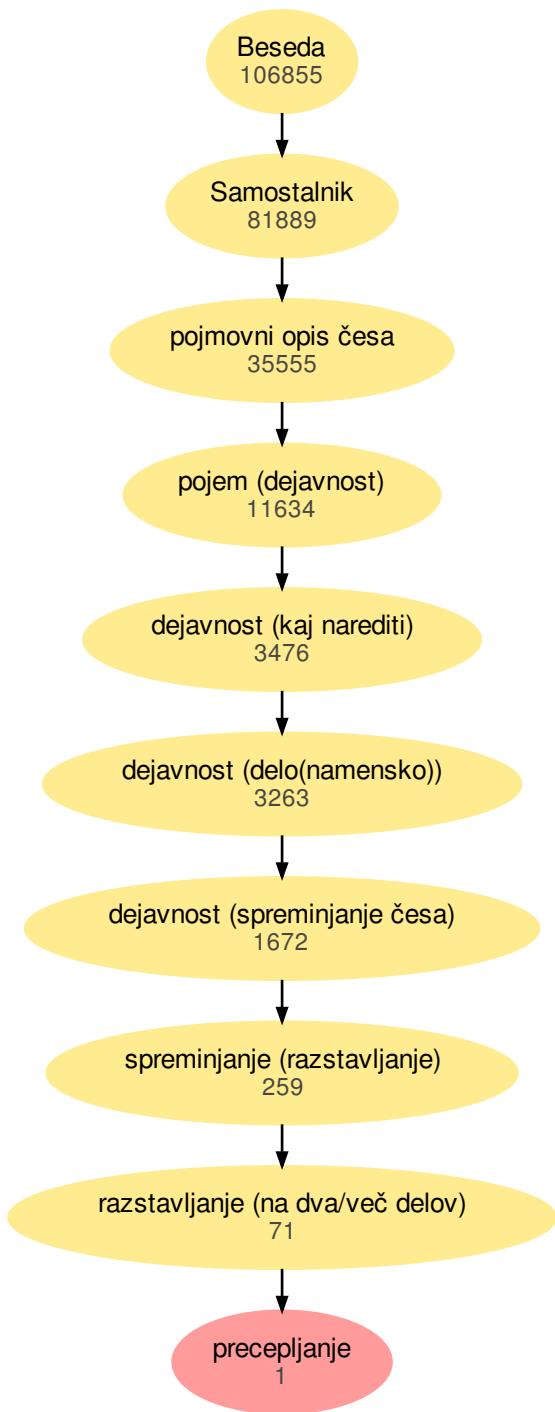 Beseda
106855
Samostalnik
81889
pojmovni opis česa
35555
pojem (dejavnost)
11634
dejavnost (kaj narediti)
3476
dejavnost (delo(namensko))
3263
dejavnost (spreminjanje česa)
1672
spreminjanje (razstavljanje)
259
razstavljanje (na dva/več delov)
71
precepljanje
1